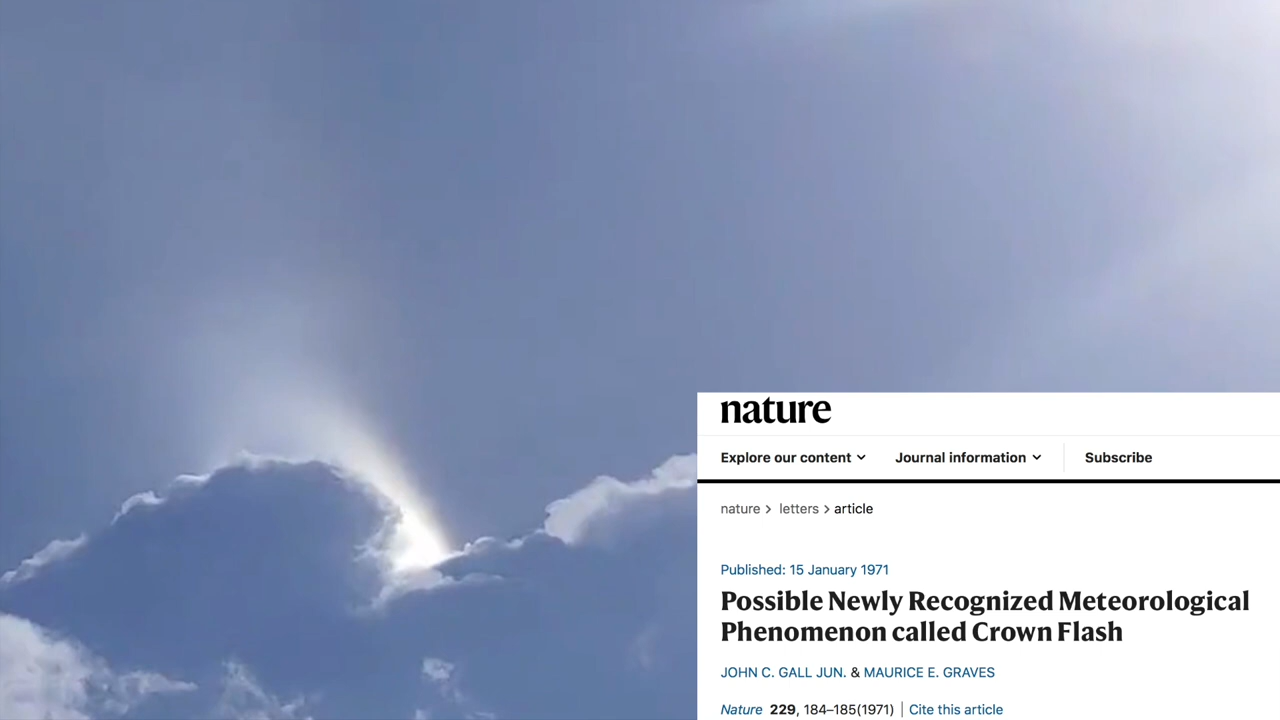 nature
Explore our content Journal information Subscribe
nature > letters > article
Published: 15 January 1971
Possible Newly Recognized Meteorological
Phenomenon called Crown Flash
JOHN C. GALL JUN. & MAURICE E. GRAVES
Nature 229, 184–185(1971) | Cite this article